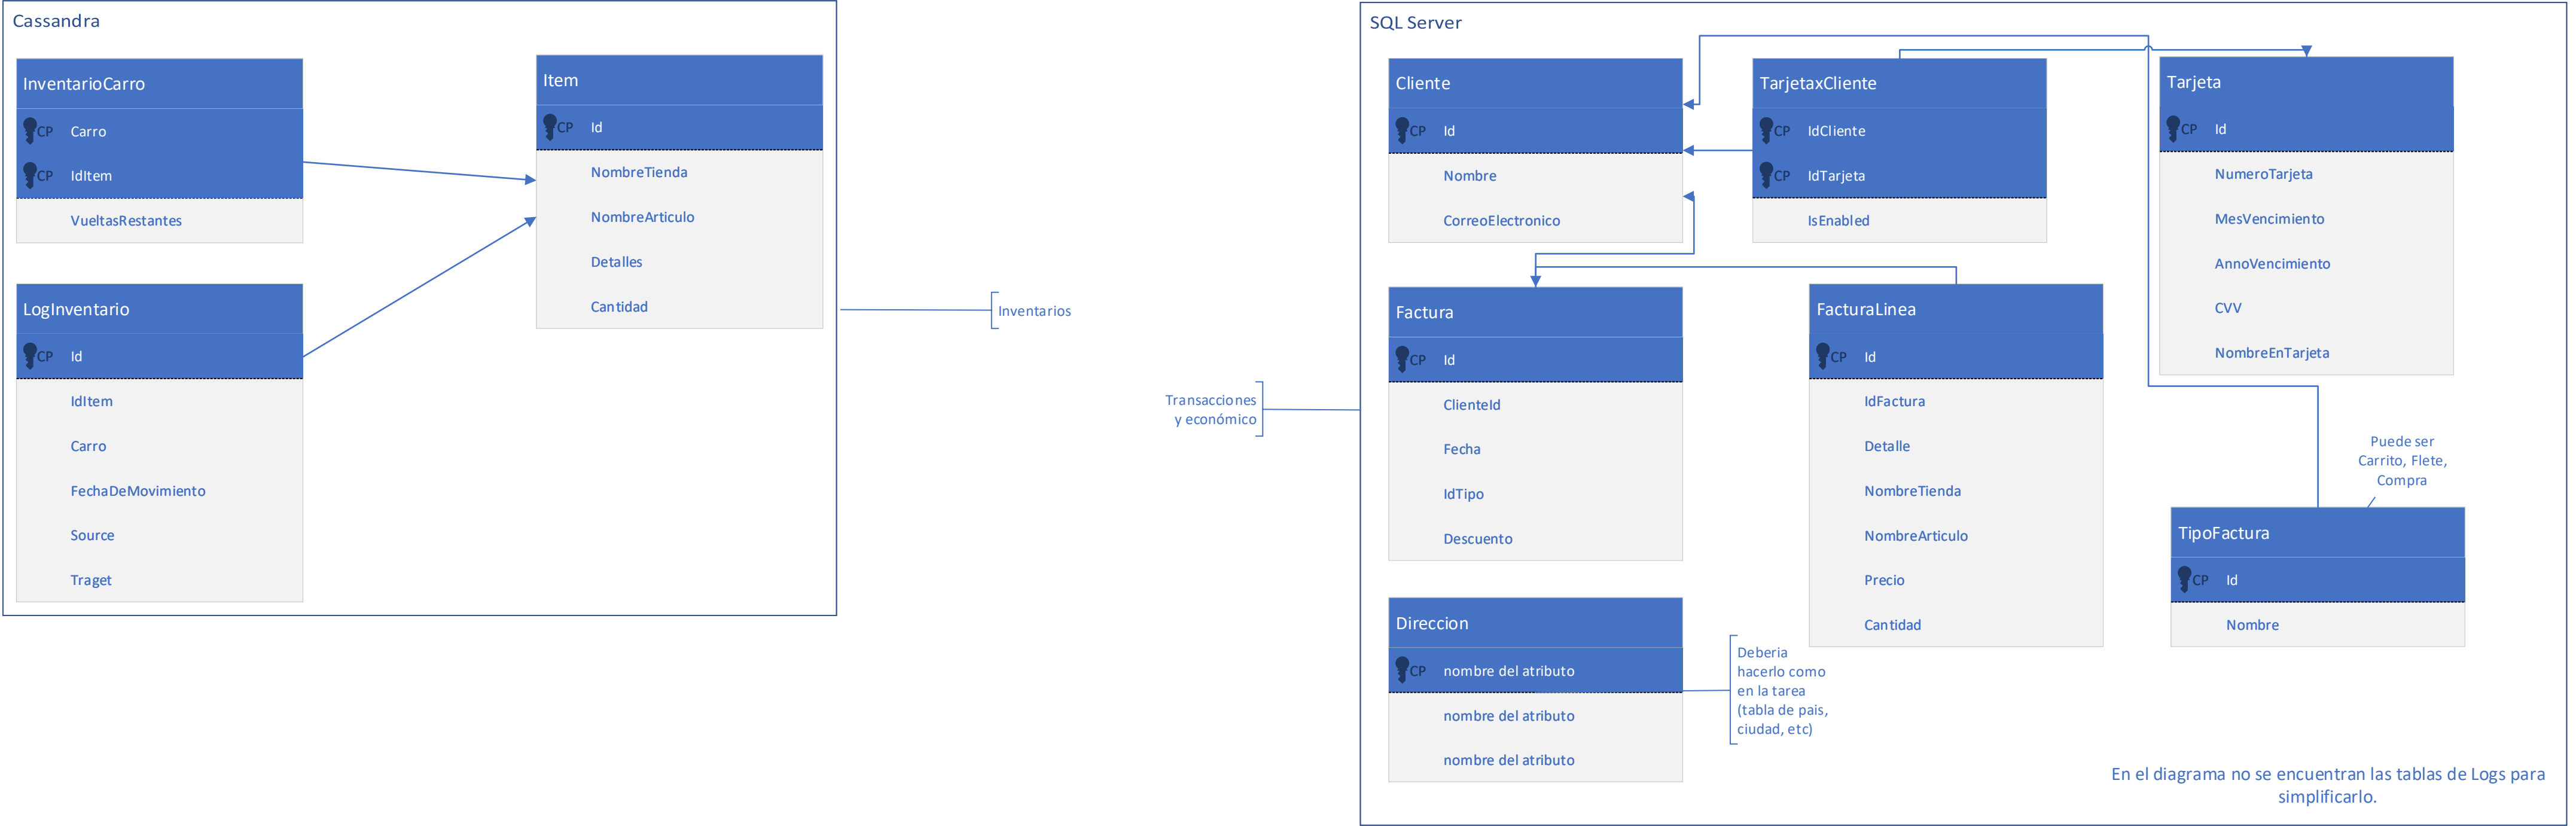 Cassandra
InventarioCarro
CP Carro
CP IdItem
VueltasRestantes
LogInventario
CP Id
IdItem
Carro
FechaDeMovimiento
Source
Traget
Item
CP Id
NombreTienda
NombreArticulo
Detalles
Cantidad
Inventarios
Transacciones
y económico
SQL Server
Cliente
CP Id
Nombre
CorreoElectronico
TarjetaxCliente
CP IdCliente
CP IdTarjeta
IsEnabled
Tarjeta
CP Id
NumeroTarjeta
MesVencimiento
AnnoVencimiento
CVV
NombreEnTarjeta
Factura
CP Id
ClienteId
Fecha
IdTipo
Descuento
FacturaLinea
CP Id
IdFactura
Detalle
NombreTienda
NombreArticulo
Precio
Cantidad
Puede ser
Carrito, Flete,
Compra
TipoFactura
CP Id
Nombre
Direccion
CP nombre del atributo
nombre del atributo
nombre del atributo
Deberia
hacerlo como
en la tarea
(tabla de pais,
ciudad, etc)
En el diagrama no se encuentran las tablas de Logs para
simplificarlo.